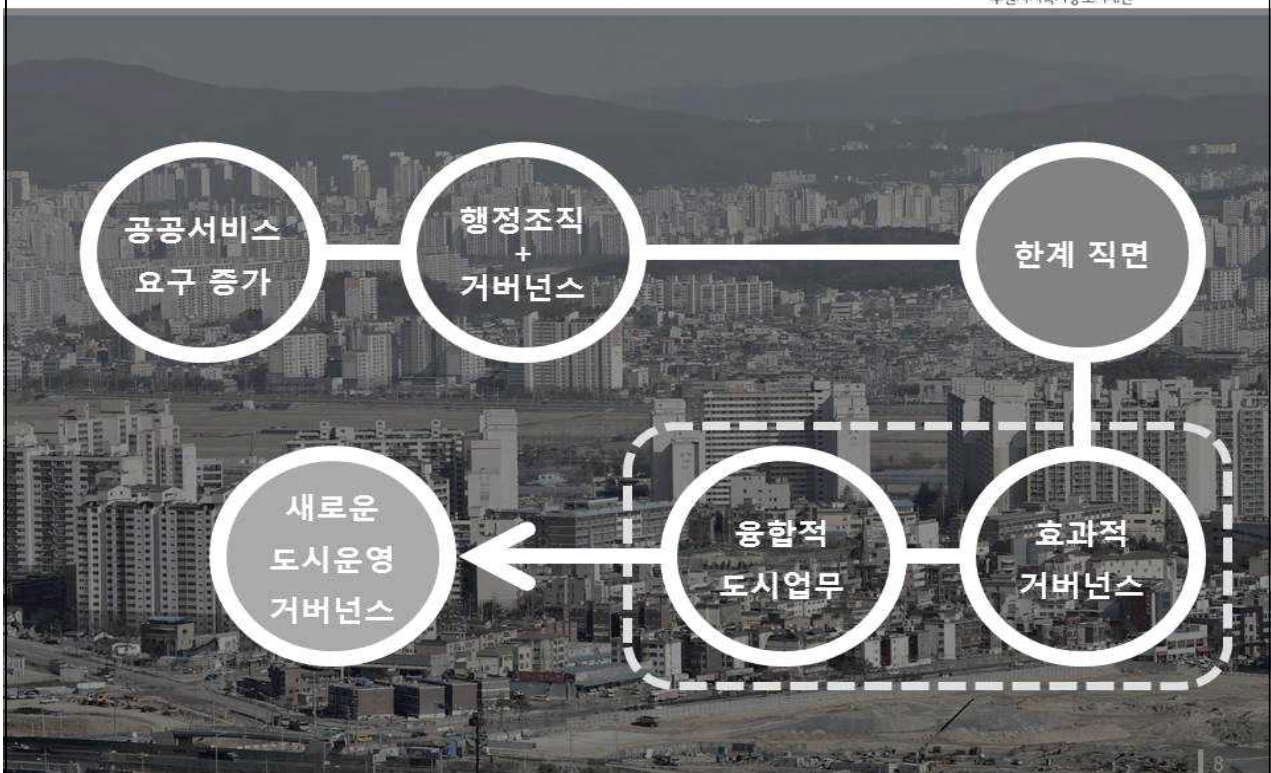 공공서비스
요구 증가
행정조직
+
거버넌스
한계 직면
효과적
거버넌스
융합적
도시업무
새로운
도시운영
거버넌스
8